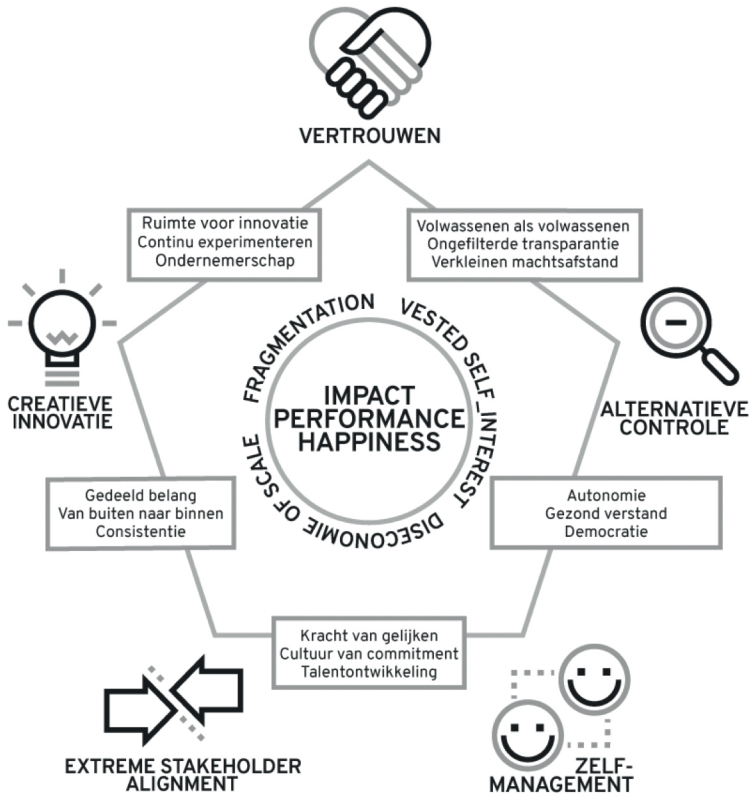 VERTROUWEN
Ruimte voor innovatie
Continu experimenteren
Ondernemerschap
Volwassenen als volwassenen
Ongefilterde transparantie
Verkleinen machtsafstand
CREATIEVE
INNOVATIE
FRAGMENTATION
VESTED SELF_INTEREST
DISECONOMIE OF SCALE
IMPACT
PERFORMANCE
HAPPINESS
ALTERNATIEVE
CONTROLE
Gedeeld belang
Van buiten naar binnen
Consistentie
Autonomie
Gezond verstand
Democratie
Kracht van gelijken
Cultuur van commitment
Talentontwikkeling
EXTREME STAKEHOLDER
ALIGNMENT
ZELF-
MANAGEMENT